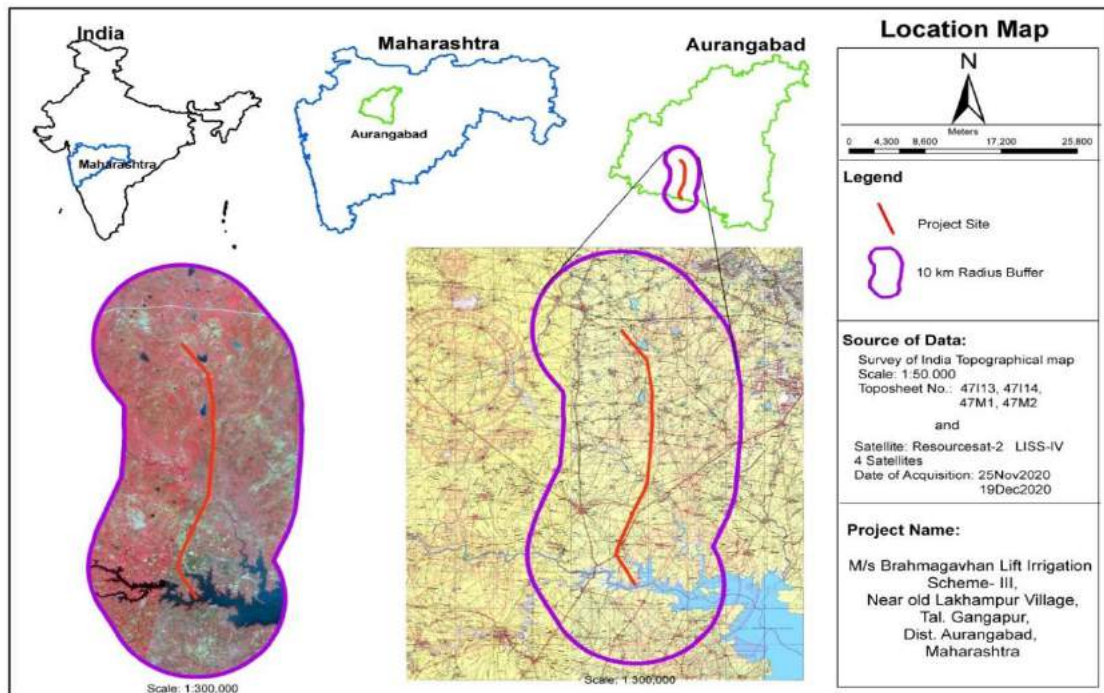 India
Maharashtra
Maharashtra
Aurangabad
Aurangabad
Location Map
N
Meters
0 4,300 8,600 17,200 25,800
Legend
Project Site
10 km Radius Buffer
Source of Data:
Survey of India Topographical map
Scale: 1:50.000
Toposheet No.: 47I13, 47I14,
47M1, 47M2
and
Satellite: Resourcesat-2 LISS-IV
4 Satellites
Date of Acquisition: 25Nov2020
19Dec2020
Project Name:
M/s Brahmagavhan Lift Irrigation
Scheme- III,
Near old Lakhampur Village,
Tal. Gangapur,
Dist. Aurangabad,
Maharashtra
Scale: 1:300,000
Scale: 1:300,000